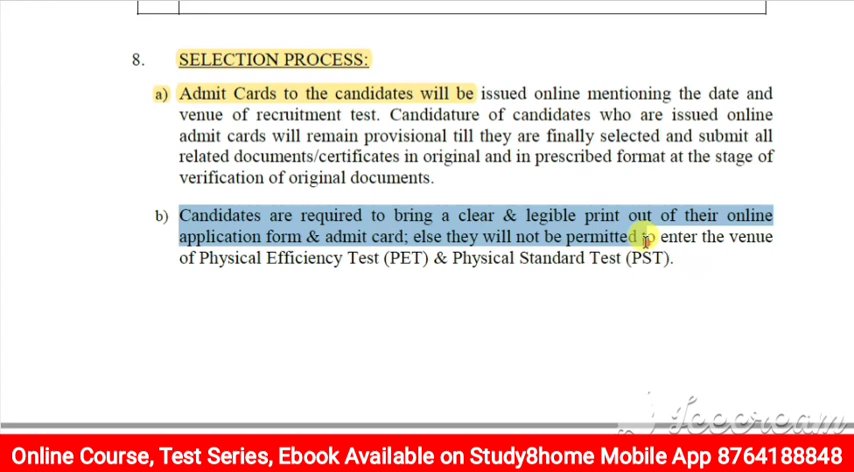 8. SELECTION PROCESS:
a) Admit Cards to the candidates will be issued online mentioning the date and
venue of recruitment test. Candidature of candidates who are issued online
admit cards will remain provisional till they are finally selected and submit all
related documents/certificates in original and in prescribed format at the stage of
verification of original documents.
b) Candidates are required to bring a clear & legible print out of their online
application form & admit card; else they will not be permitted to enter the venue
of Physical Efficiency Test (PET) & Physical Standard Test (PST).
Icecream
Online Course, Test Series, Ebook Available on Study8home Mobile App 8764188848